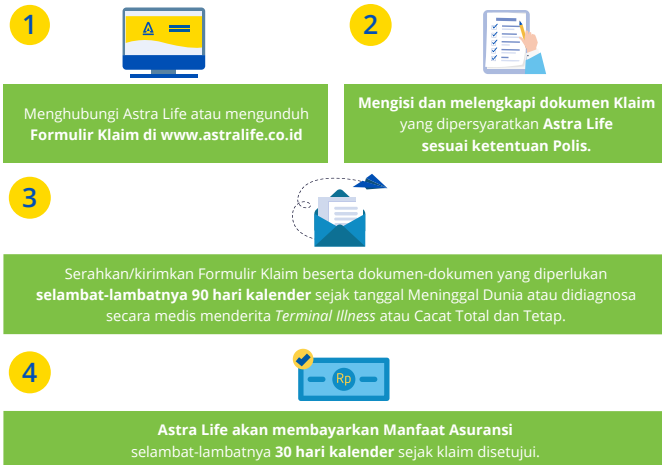 1
2
Menghubungi Astra Life atau mengunduh
Formulir Klaim di www.astralife.co.id
Mengisi dan melengkapi dokumen Klaim
yang dipersyaratkan Astra Life
sesuai ketentuan Polis.
3
Serahkan/kirimkan Formulir Klaim beserta dokumen-dokumen yang diperlukan
selambat-lambatnya 90 hari kalender sejak tanggal Meninggal Dunia atau didiagnosa
secara medis menderita Terminal Illness atau Cacat Total dan Tetap.
4
Rp
Astra Life akan membayarkan Manfaat Asuransi
selambat-lambatnya 30 hari kalender sejak klaim disetujui.